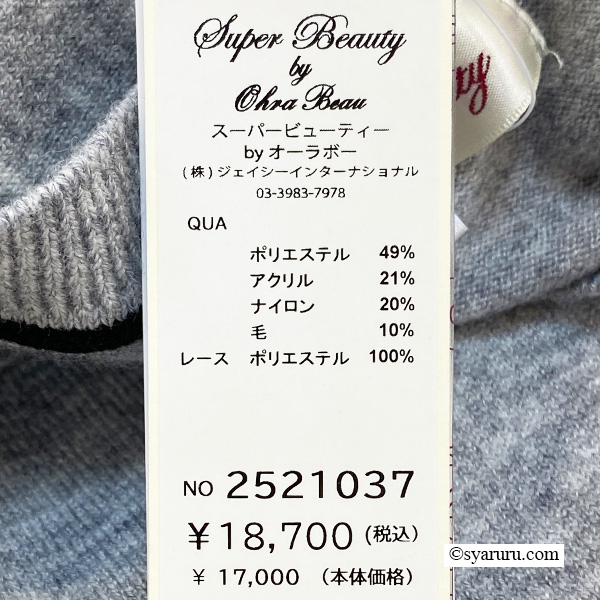 Super Beauty
by
Ohra Beau
スーパービューティー
byオーラボー
(株)ジェイシーインターナショナル
03-3983-7978
QUA
ポリエステル 49%
アクリル 21%
ナイロン 20%
毛 10%
レース ポリエステル 100%
NO 2521037
¥18,700(税込)
¥ 17,000 (本体価格)
©syaruru.com